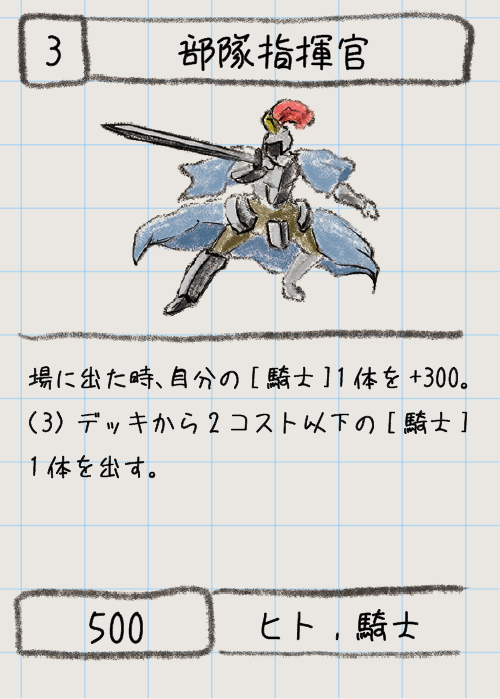 3
部隊指揮官
場に出た時、自分の[騎士]1体を+300。
(3) デッキから2コスト以下の[騎士]
1体を出す。
500
ヒト,騎士